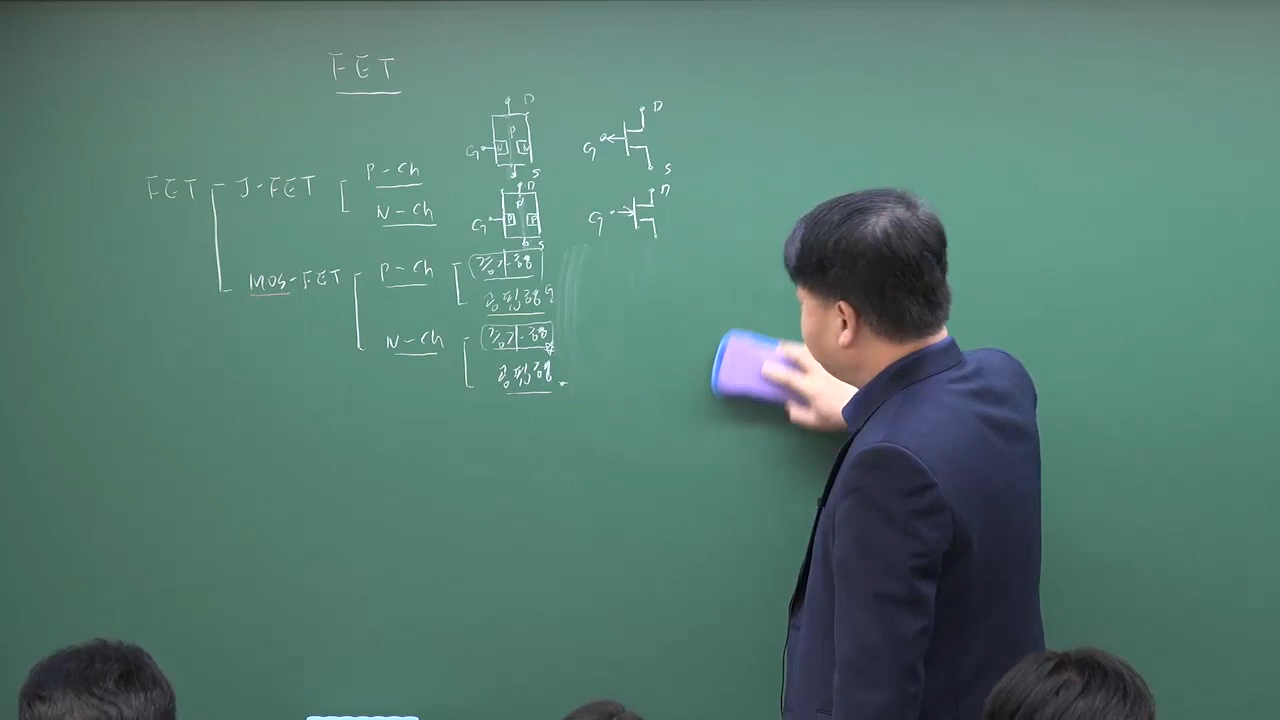 FET
D
P
G N N
S
D
G
S
FET J-FET P-ch
N-ch
D
N
G P P
S
D
G
MOS-FET P-ch 증가형
공핍형
N-ch 증가형
공핍형